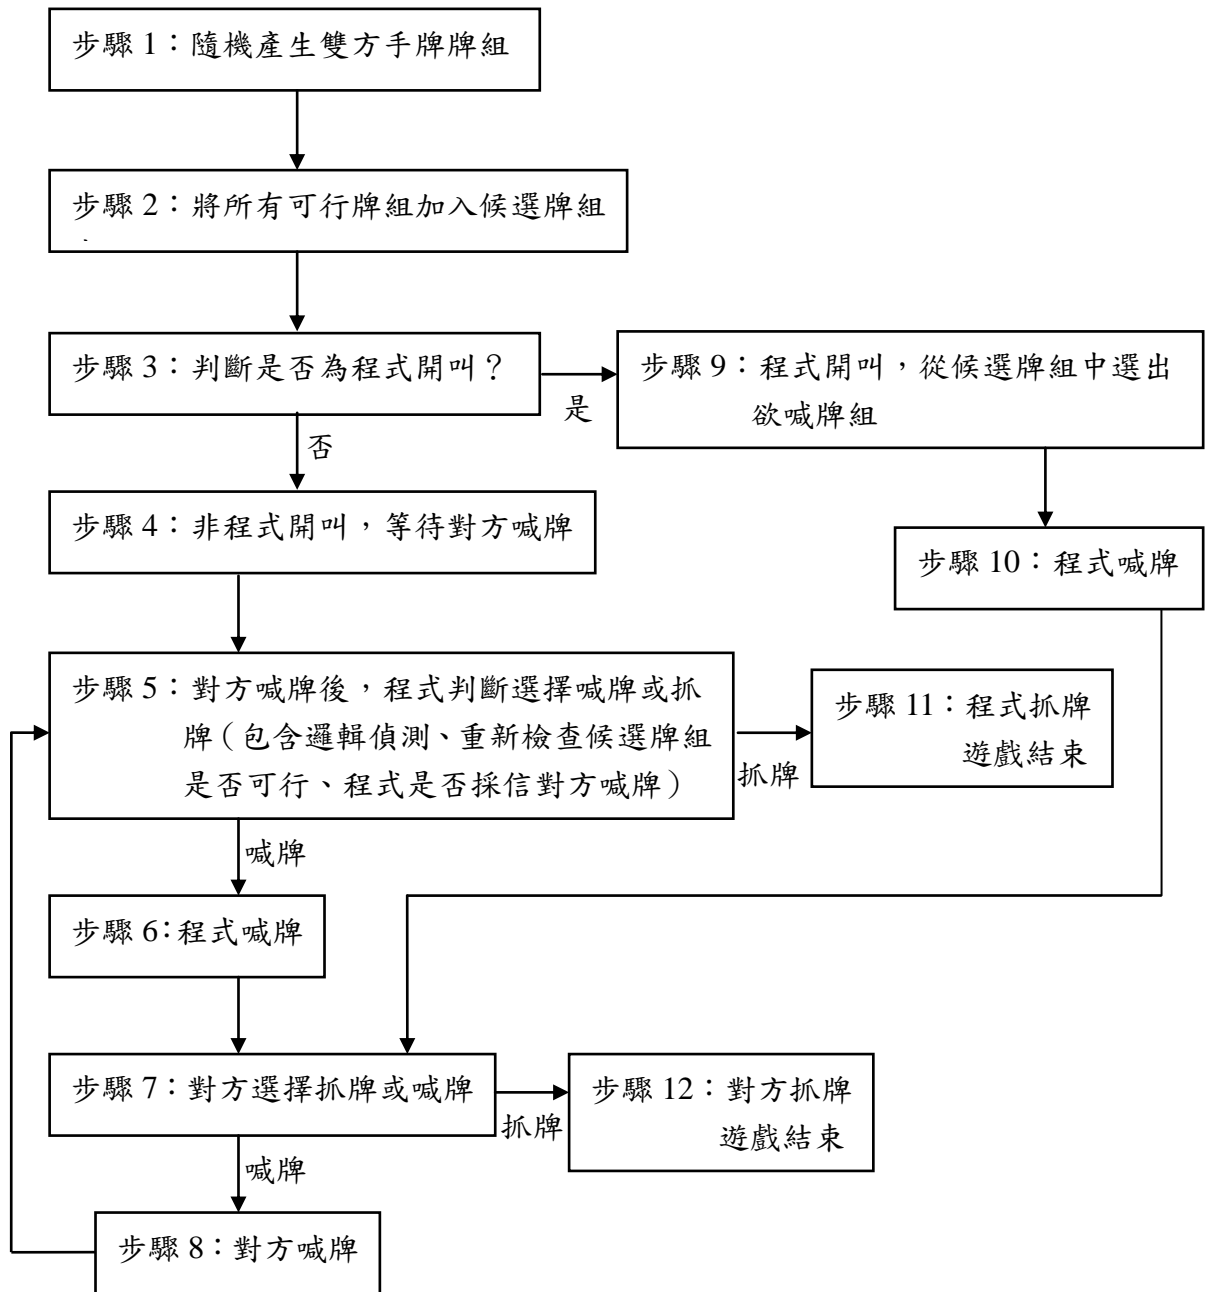 步驟 1：隨機產生雙方手牌牌組
步驟 2：將所有可行牌組加入候選牌組
步驟 3：判斷是否為程式開叫？
是
步驟 9：程式開叫，從候選牌組中選出
欲喊牌組
否
步驟 4：非程式開叫，等待對方喊牌
步驟 10：程式喊牌
步驟 5：對方喊牌後，程式判斷選擇喊牌或抓
牌（包含邏輯偵測、重新檢查候選牌組
是否可行、程式是否採信對方喊牌）
抓牌
步驟 11：程式抓牌
遊戲結束
喊牌
步驟 6：程式喊牌
步驟 7：對方選擇抓牌或喊牌
抓牌
步驟 12：對方抓牌
遊戲結束
喊牌
步驟 8：對方喊牌